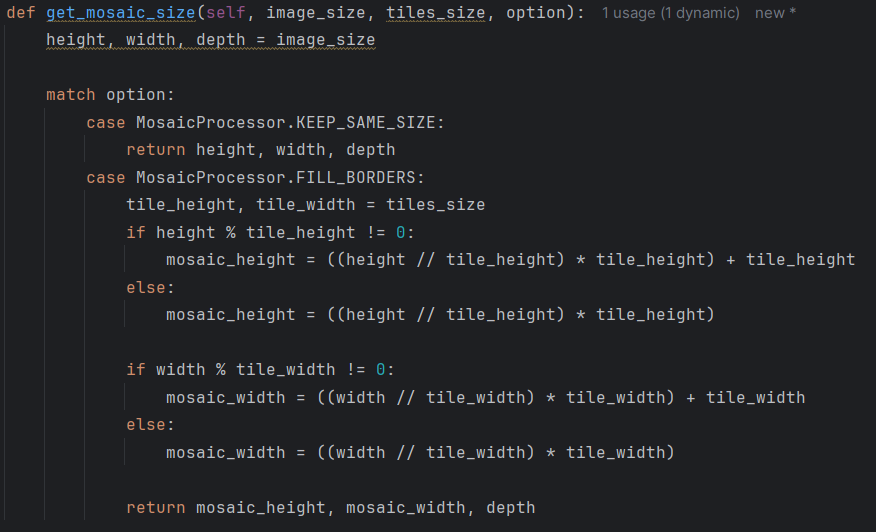 def get_mosaic_size(self, image_size, tiles_size, option): 1 usage (1 dynamic) new *
    height, width, depth = image_size

    match option:
        case MosaicProcessor.KEEP_SAME_SIZE:
            return height, width, depth
        case MosaicProcessor.FILL_BORDERS:
            tile_height, tile_width = tiles_size
            if height % tile_height != 0:
                mosaic_height = ((height // tile_height) * tile_height) + tile_height
            else:
                mosaic_height = ((height // tile_height) * tile_height)

            if width % tile_width != 0:
                mosaic_width = ((width // tile_width) * tile_width) + tile_width
            else:
                mosaic_width = ((width // tile_width) * tile_width)

            return mosaic_height, mosaic_width, depth